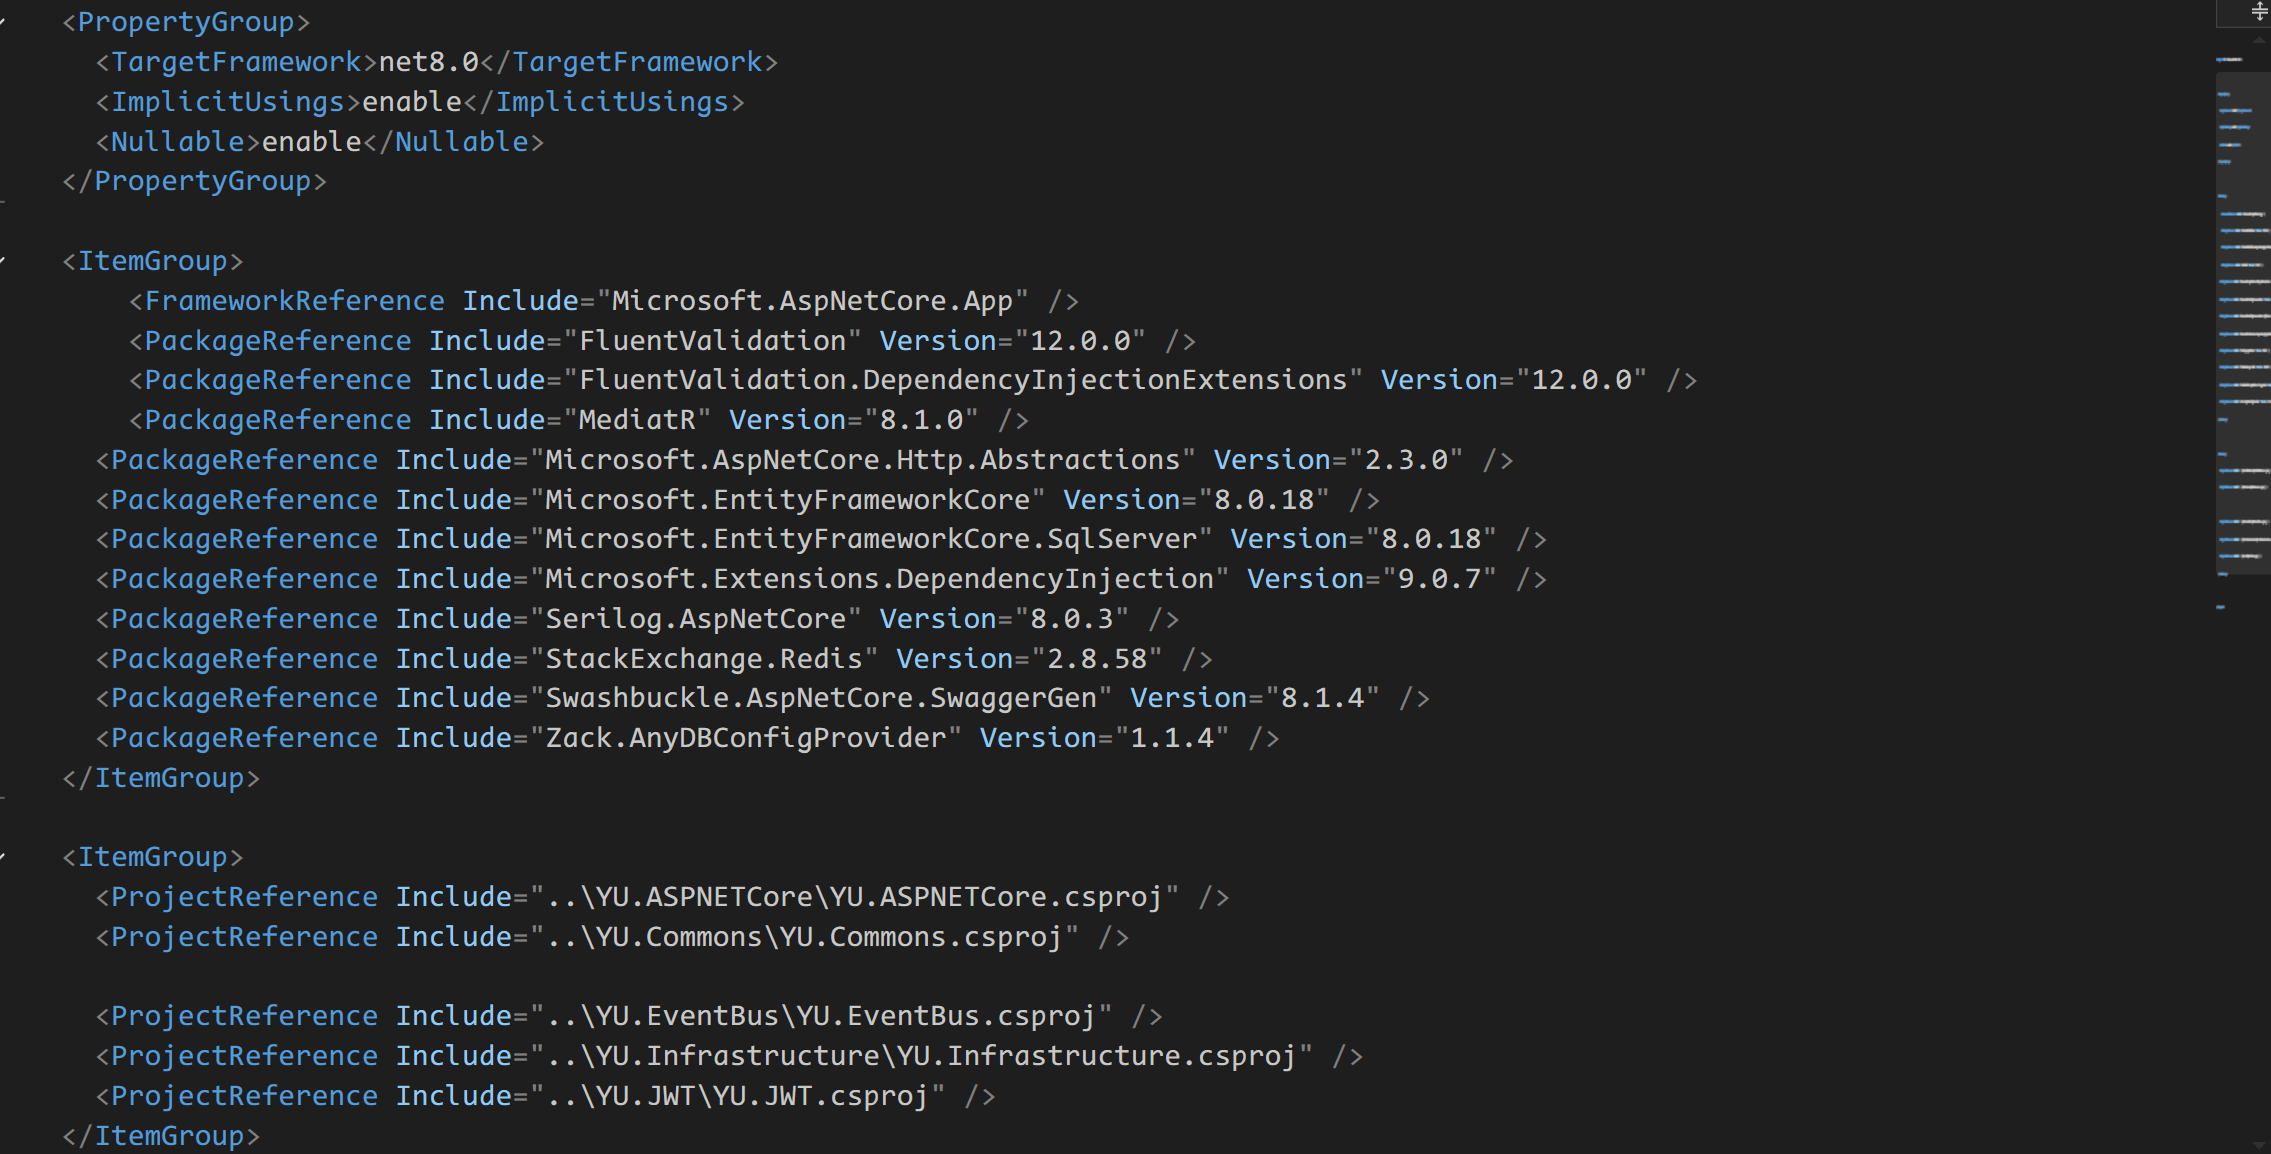 <PropertyGroup>
<TargetFramework>net8.0</TargetFramework>
<ImplicitUsings>enable</ImplicitUsings>
<Nullable>enable</Nullable>
</PropertyGroup>
<ItemGroup>
<FrameworkReference Include="Microsoft.AspNetCore.App" />
<PackageReference Include="FluentValidation" Version="12.0.0" />
<PackageReference Include="FluentValidation.DependencyInjectionExtensions" Version="12.0.0" />
<PackageReference Include="MediatR" Version="8.1.0" />
<PackageReference Include="Microsoft.AspNetCore.Http.Abstractions" Version="2.3.0" />
<PackageReference Include="Microsoft.EntityFrameworkCore" Version="8.0.18" />
<PackageReference Include="Microsoft.EntityFrameworkCore.SqlServer" Version="8.0.18" />
<PackageReference Include="Microsoft.Extensions.DependencyInjection" Version="9.0.7" />
<PackageReference Include="Serilog.AspNetCore" Version="8.0.3" />
<PackageReference Include="StackExchange.Redis" Version="2.8.58" />
<PackageReference Include="Swashbuckle.AspNetCore.SwaggerGen" Version="8.1.4" />
<PackageReference Include="Zack.AnyDBConfigProvider" Version="1.1.4" />
</ItemGroup>
<ItemGroup>
<ProjectReference Include="..\YU.ASPNETCore\YU.ASPNETCore.csproj" />
<ProjectReference Include="..\YU.Commons\YU.Commons.csproj" />
<ProjectReference Include="..\YU.EventBus\YU.EventBus.csproj" />
<ProjectReference Include="..\YU.Infrastructure\YU.Infrastructure.csproj" />
<ProjectReference Include="..\YU.JWT\YU.JWT.csproj" />
</ItemGroup>